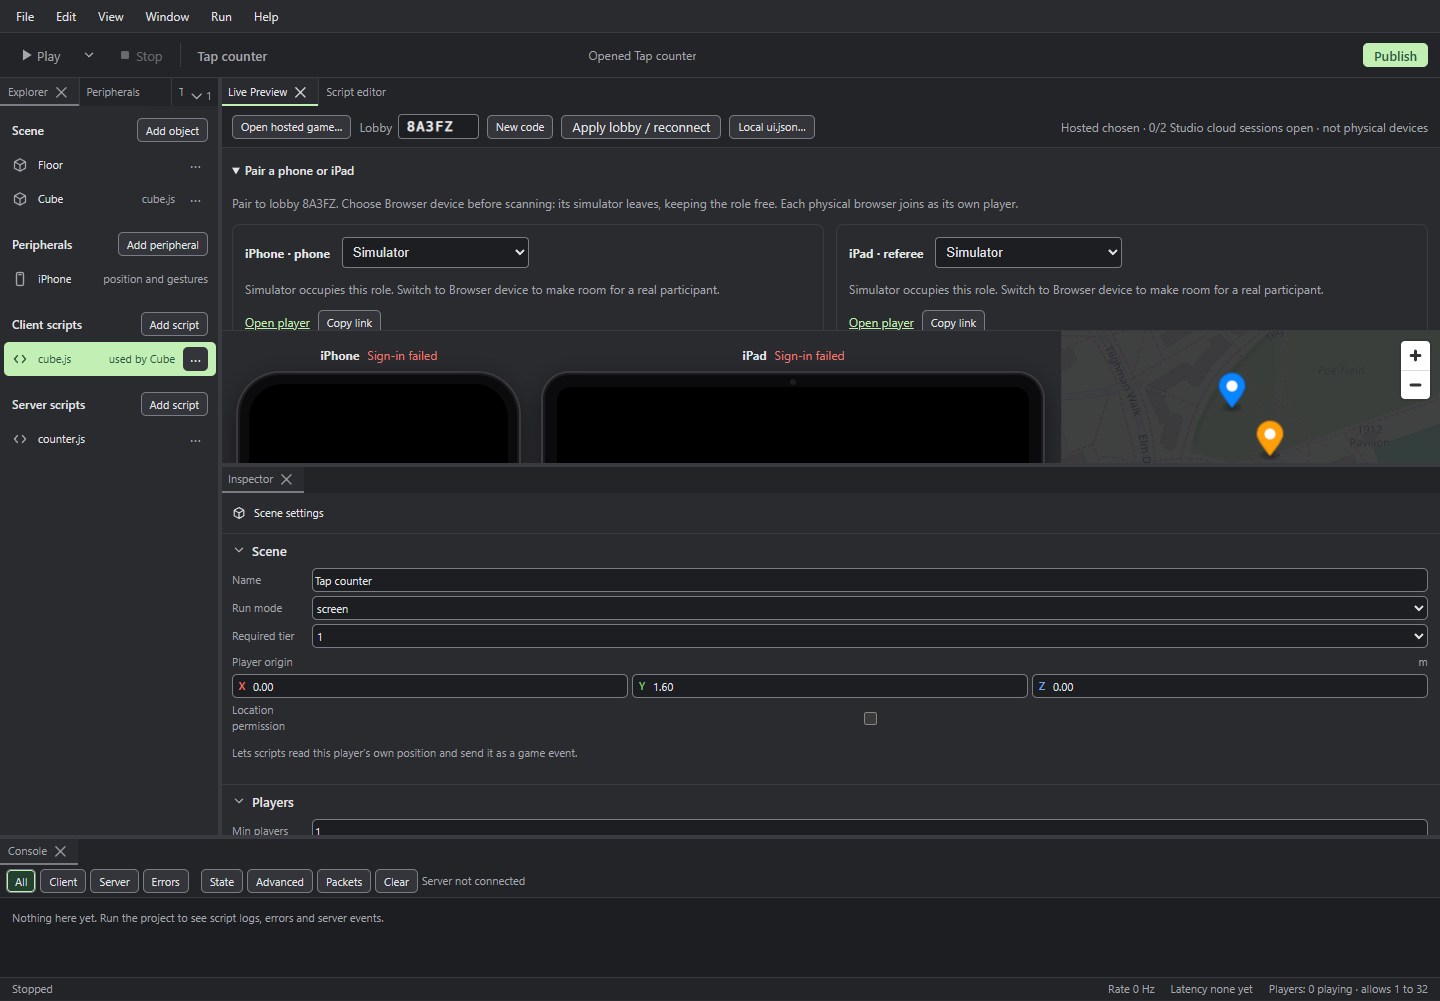 File Edit View Window Run Help
Play Stop Tap counter Opened Tap counter Publish
Explorer Peripherals T 1 Live Preview Script editor
Open hosted game... Lobby 8A3FZ New code Apply lobby / reconnect Local ui.json... Hosted chosen · 0/2 Studio cloud sessions open · not physical devices
Scene Add object
Floor ...
Cube cube.js ...
Peripherals Add peripheral
iPhone position and gestures
Client scripts Add script
cube.js used by Cube ...
Server scripts Add script
counter.js ...
Pair a phone or iPad
Pair to lobby 8A3FZ. Choose Browser device before scanning: its simulator leaves, keeping the role free. Each physical browser joins as its own player.
iPhone · phone Simulator
Simulator occupies this role. Switch to Browser device to make room for a real participant.
Open player Copy link
iPad · referee Simulator
Simulator occupies this role. Switch to Browser device to make room for a real participant.
Open player Copy link
iPhone Sign-in failed
iPad Sign-in failed
Tilghman Walk
Elm D
Poe Field
1912
Pavilion
+
−
Inspector
Scene settings
Scene
Name Tap counter
Run mode screen
Required tier 1
Player origin m
X 0.00 Y 1.60 Z 0.00
Location
permission
Lets scripts read this player's own position and send it as a game event.
Players
Min players 1
Console
All Client Server Errors State Advanced Packets Clear Server not connected
Nothing here yet. Run the project to see script logs, errors and server events.
Stopped Rate 0 Hz Latency none yet Players: 0 playing · allows 1 to 32